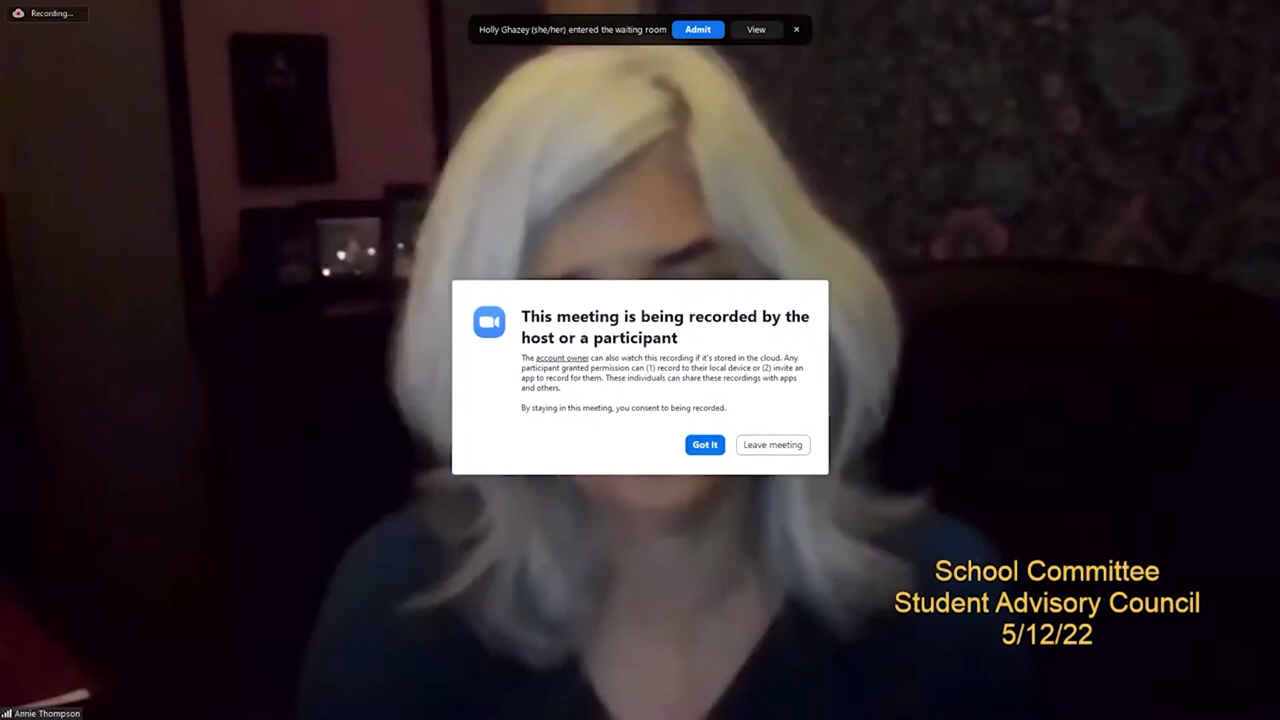 Recording...
Holly Ghazey (she/her) entered the waiting room Admit View ×
This meeting is being recorded by the
host or a participant
The account owner can also watch this recording if it's stored in the cloud. Any
participant granted permission can (1) record to their local device or (2) invite an
app to record for them. These individuals can share these recordings with apps
and others.
By staying in this meeting, you consent to being recorded.
Got It Leave meeting
School Committee
Student Advisory Council
5/12/22
Annie Thompson